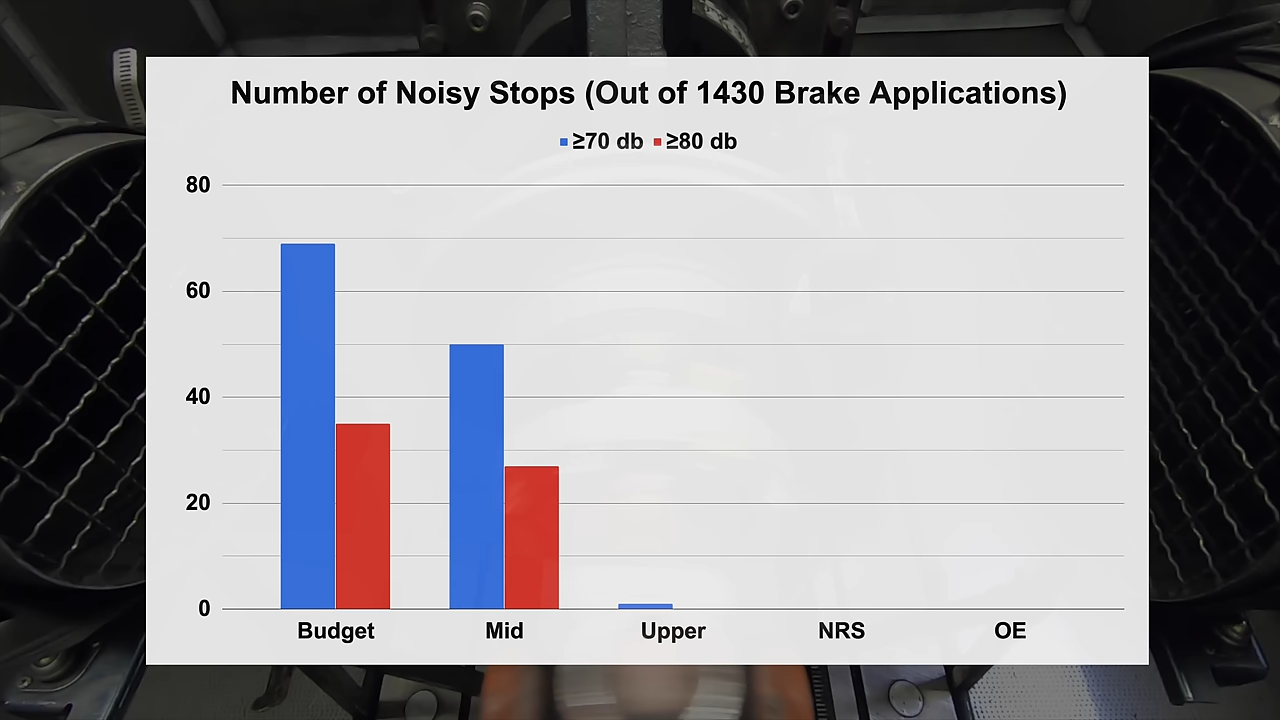 Number of Noisy Stops (Out of 1430 Brake Applications)
≥70 db ≥80 db
80
60
40
20
0
Budget Mid Upper NRS OE